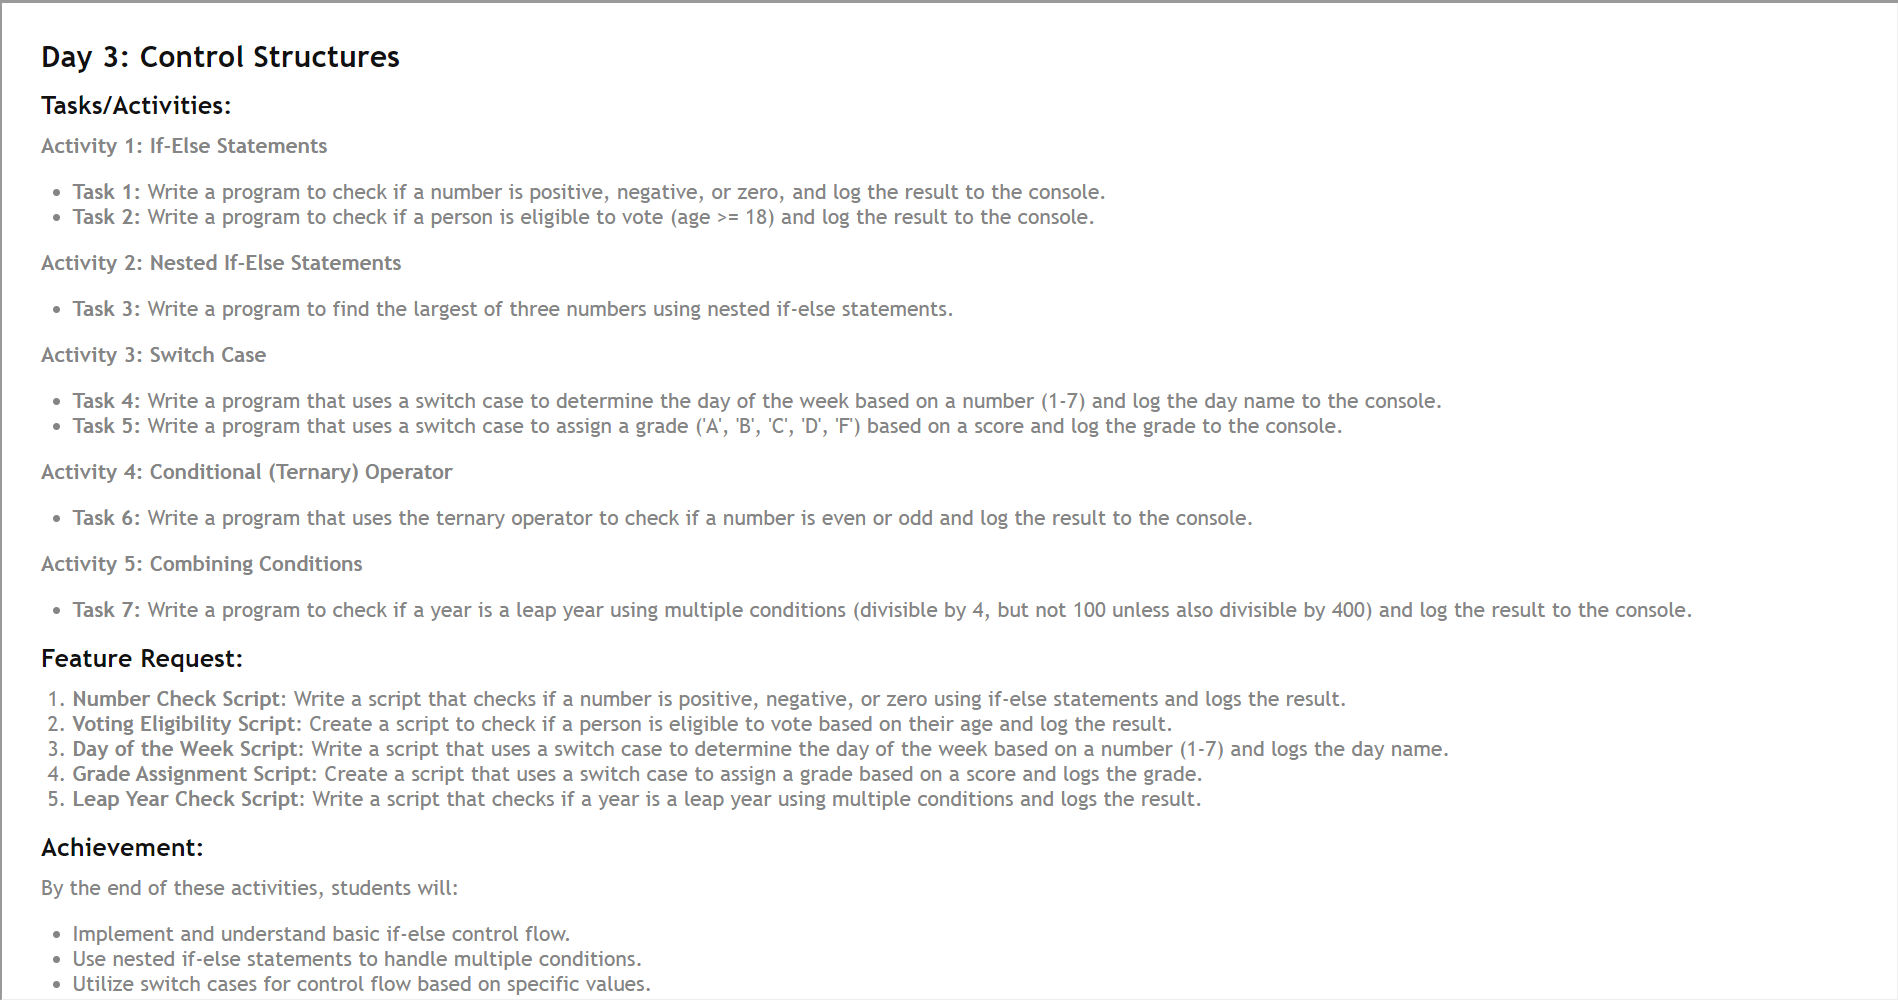 Day 3: Control Structures
Tasks/Activities:
Activity 1: If-Else Statements
• Task 1: Write a program to check if a number is positive, negative, or zero, and log the result to the console.
• Task 2: Write a program to check if a person is eligible to vote (age >= 18) and log the result to the console.
Activity 2: Nested If-Else Statements
• Task 3: Write a program to find the largest of three numbers using nested if-else statements.
Activity 3: Switch Case
• Task 4: Write a program that uses a switch case to determine the day of the week based on a number (1-7) and log the day name to the console.
• Task 5: Write a program that uses a switch case to assign a grade ('A', 'B', 'C', 'D', 'F') based on a score and log the grade to the console.
Activity 4: Conditional (Ternary) Operator
• Task 6: Write a program that uses the ternary operator to check if a number is even or odd and log the result to the console.
Activity 5: Combining Conditions
• Task 7: Write a program to check if a year is a leap year using multiple conditions (divisible by 4, but not 100 unless also divisible by 400) and log the result to the console.
Feature Request:
1. Number Check Script: Write a script that checks if a number is positive, negative, or zero using if-else statements and logs the result.
2. Voting Eligibility Script: Create a script to check if a person is eligible to vote based on their age and log the result.
3. Day of the Week Script: Write a script that uses a switch case to determine the day of the week based on a number (1-7) and logs the day name.
4. Grade Assignment Script: Create a script that uses a switch case to assign a grade based on a score and logs the grade.
5. Leap Year Check Script: Write a script that checks if a year is a leap year using multiple conditions and logs the result.
Achievement:
By the end of these activities, students will:
• Implement and understand basic if-else control flow.
• Use nested if-else statements to handle multiple conditions.
• Utilize switch cases for control flow based on specific values.